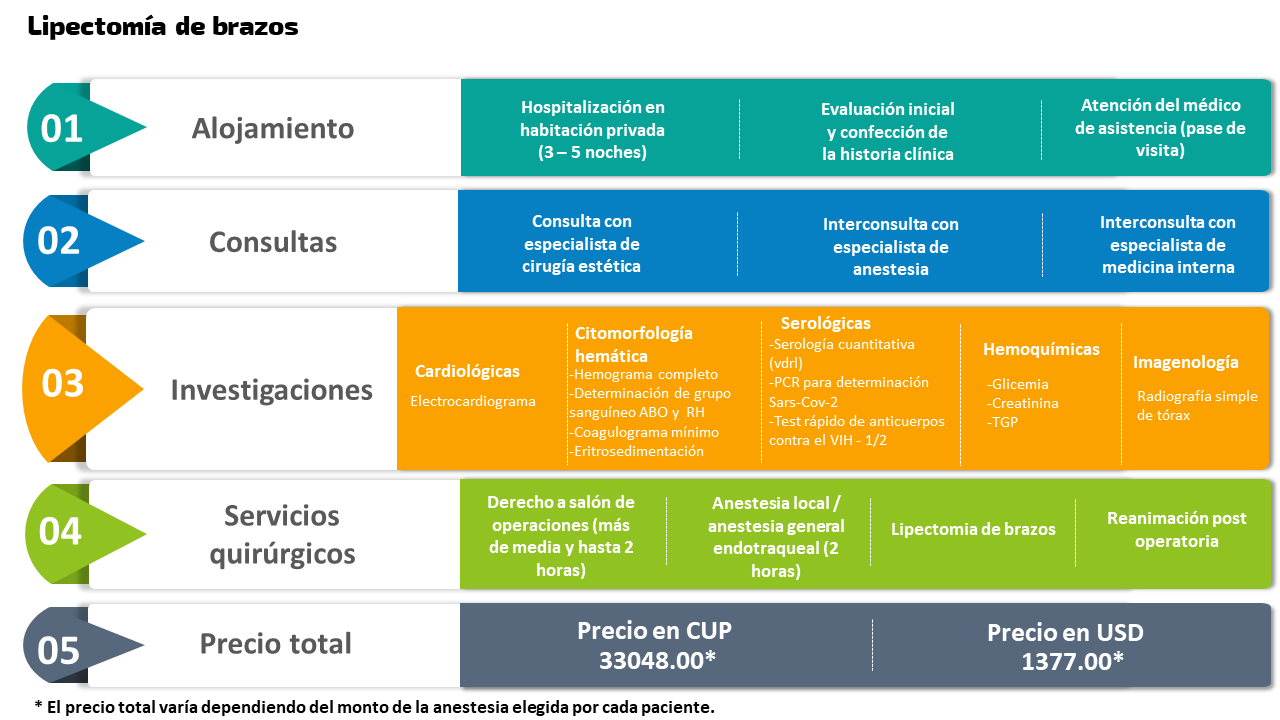 Lipectomía de brazos
01
Alojamiento
Hospitalización en
habitación privada
(3 – 5 noches)
Evaluación inicial
y confección de
la historia clínica
Atención del médico
de asistencia (pase de
visita)
02
Consultas
Consulta con
especialista de
cirugía estética
Interconsulta con
especialista de
anestesia
Interconsulta con
especialista de
medicina interna
03
Investigaciones
Cardiológicas
Electrocardiograma
Citomorfología
hemática
-Hemograma completo
-Determinación de grupo
sanguíneo ABO y RH
-Coagulograma mínimo
-Eritrosedimentación
Serológicas
-Serología cuantitativa
(vdrl)
-PCR para determinación
Sars-Cov-2
-Test rápido de anticuerpos
contra el VIH - 1/2
Hemoquímicas
-Glicemia
-Creatinina
-TGP
Imagenología
Radiografía simple
de tórax
04
Servicios
quirúrgicos
Derecho a salón de
operaciones (más
de media y hasta 2
horas)
Anestesia local /
anestesia general
endotraqueal (2
horas)
Lipectomia de brazos
Reanimación post
operatoria
05
Precio total
Precio en CUP
33048.00*
Precio en USD
1377.00*
* El precio total varía dependiendo del monto de la anestesia elegida por cada paciente.